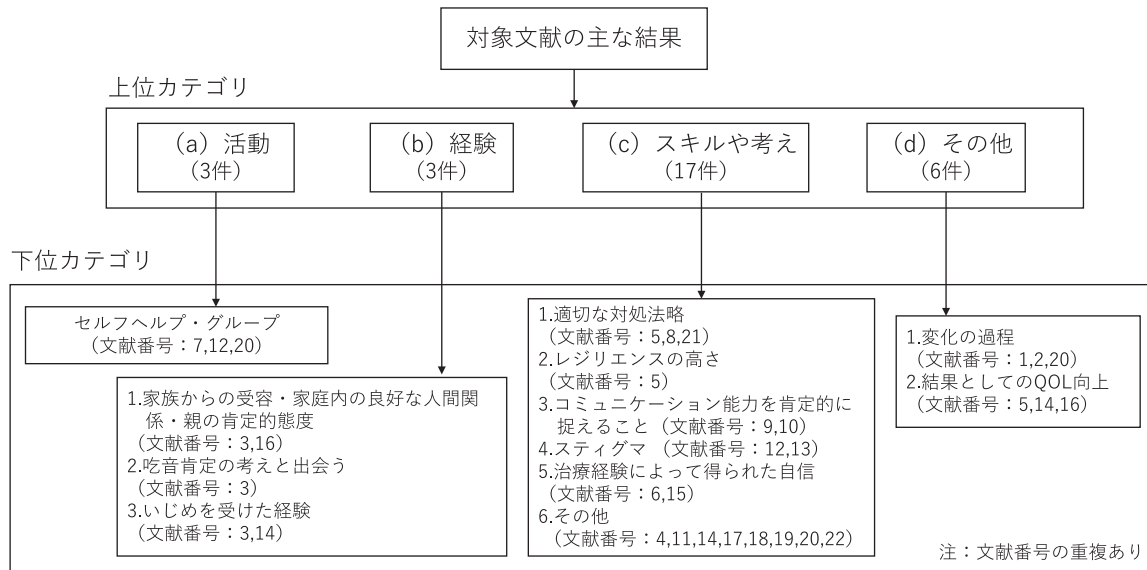 対象文献の主な結果
上位カテゴリ
(a) 活動
(3件)
(b) 経験
(3件)
(c) スキルや考え
(17件)
(d) その他
(6件)
下位カテゴリ
セルフヘルプ・グループ
(文献番号：7,12,20)
1.家族からの受容・家庭内の良好な人間関
係・親の肯定的態度
(文献番号：3,16)
2.吃音肯定の考えと出会う
(文献番号：3)
3.いじめを受けた経験
(文献番号：3,14)
1.適切な対処法略
(文献番号：5,8,21)
2.レジリエンスの高さ
(文献番号：5)
3.コミュニケーション能力を肯定的に
捉えること (文献番号：9,10)
4.スティグマ (文献番号：12,13)
5.治療経験によって得られた自信
(文献番号：6,15)
6.その他
(文献番号：4,11,14,17,18,19,20,22)
1.変化の過程
(文献番号：1,2,20)
2.結果としてのQOL向上
(文献番号：5,14,16)
注：文献番号の重複あり